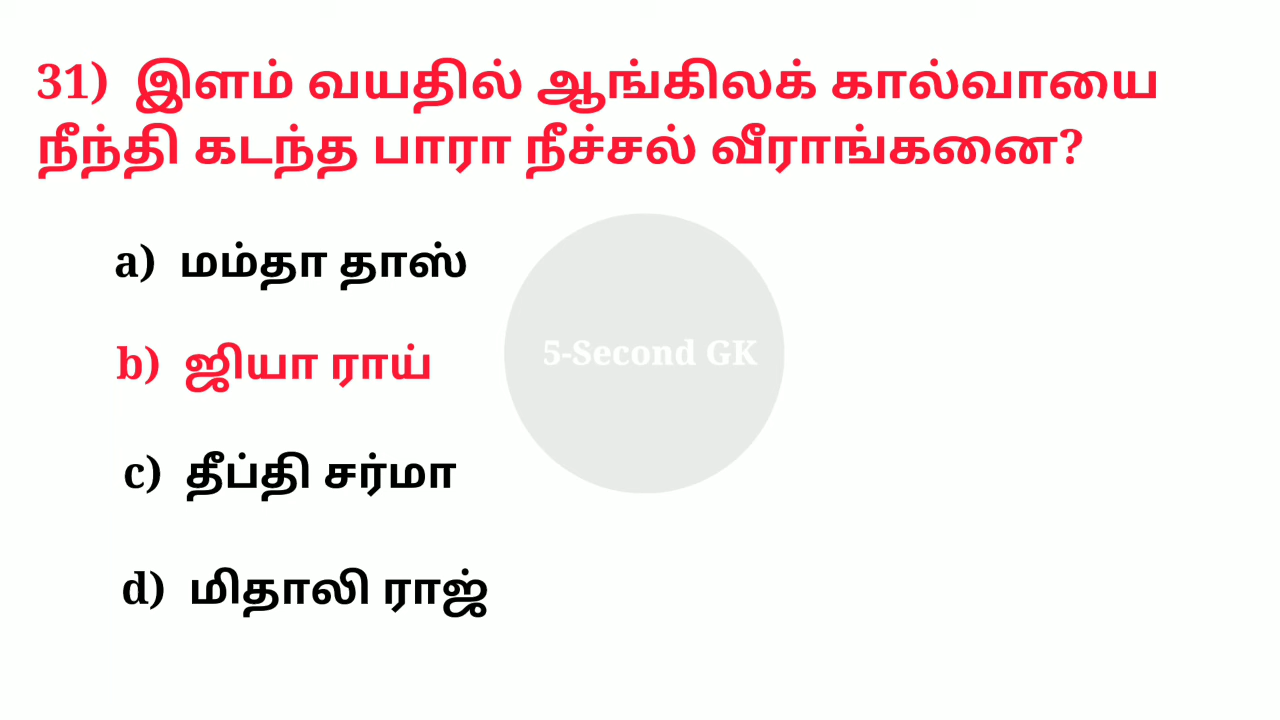 31) இளம் வயதில் ஆங்கிலக் கால்வாயை
நீந்தி கடந்த பாரா நீச்சல் வீராங்கனை?
a) மம்தா தாஸ்
b) ஜியா ராய்
5-Second GK
c) தீப்தி சர்மா
d) மிதாலி ராஜ்